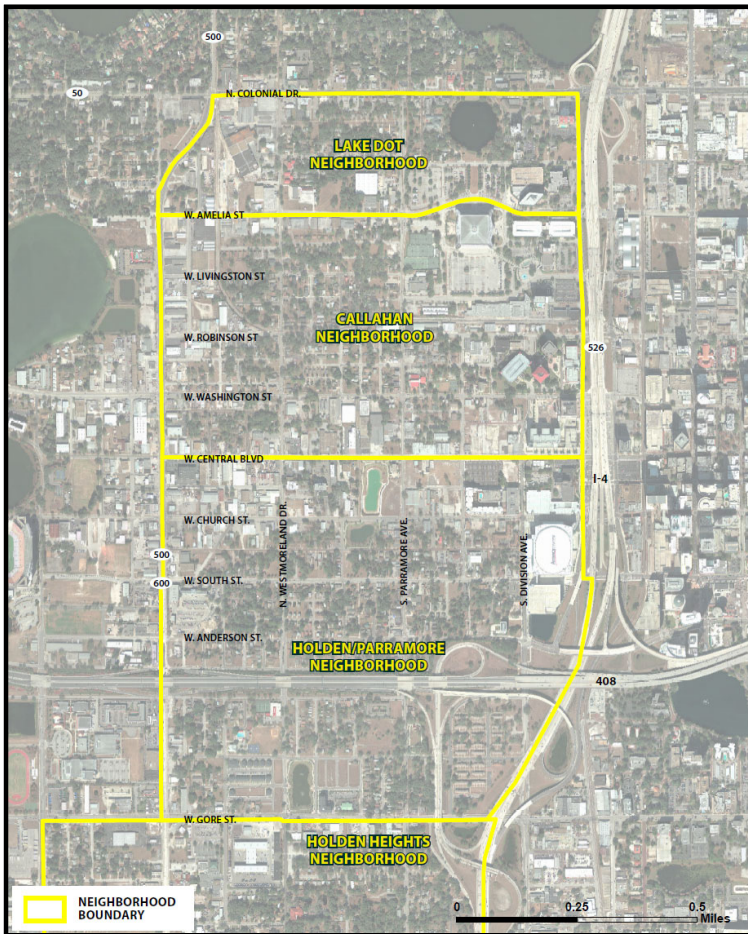 500
50
N. COLONIAL DR.
LAKE DOT
NEIGHBORHOOD
W. AMELIA ST
W. LIVINGSTON ST
CALLAHAN
NEIGHBORHOOD
W. ROBINSON ST
526
W. WASHINGTON ST
W. CENTRAL BLVD
I-4
W. CHURCH ST.
N. WESTMORELAND DR.
S. PARRAMORE AVE.
S. DIVISION AVE.
500
600
W. SOUTH ST.
W. ANDERSON ST.
HOLDEN/PARRAMORE
NEIGHBORHOOD
408
W. GORE ST.
HOLDEN HEIGHTS
NEIGHBORHOOD
NEIGHBORHOOD
BOUNDARY
0 0.25 0.5
Miles